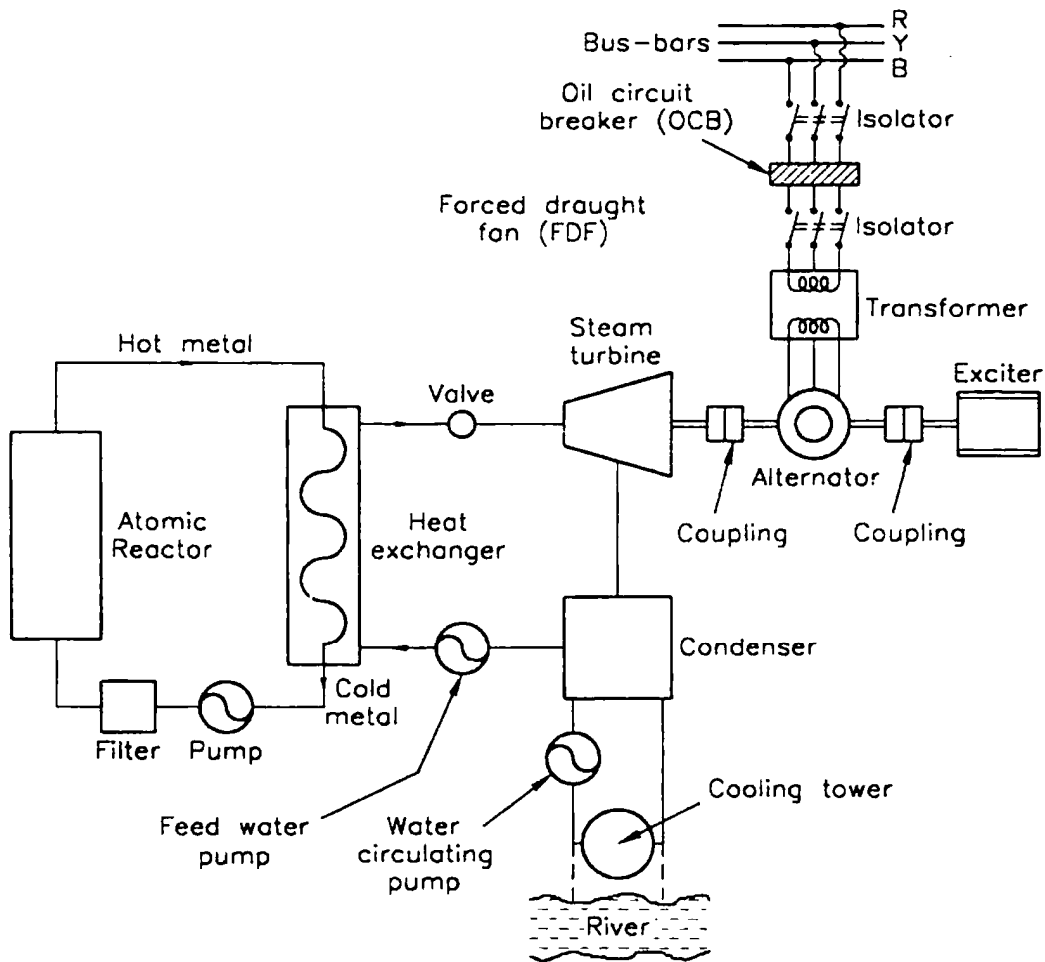 R
Bus-bars
Y
B
Oil circuit
breaker (OCB)
Isolator
Forced draught
fan (FDF)
Isolator
Transformer
Steam
turbine
Hot metal
Valve
Exciter
Alternator
Atomic
Reactor
Heat
exchanger
Coupling
Coupling
Condenser
Cold
metal
Filter
Pump
Cooling tower
Feed water
pump
Water
circulating
pump
River